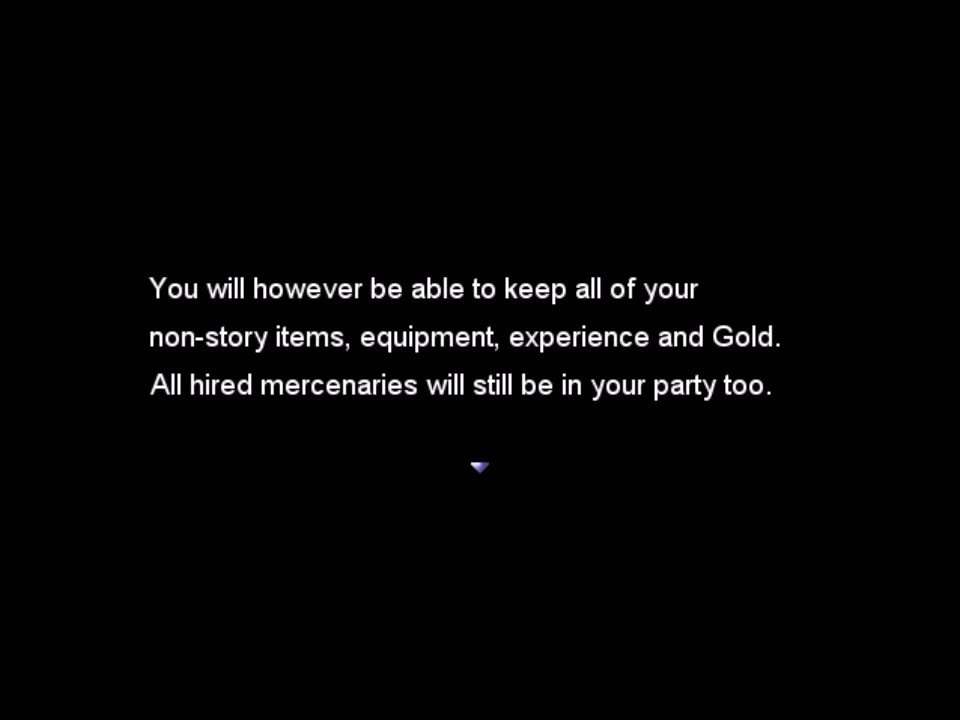 You will however be able to keep all of your
non-story items, equipment, experience and Gold.
All hired mercenaries will still be in your party too.